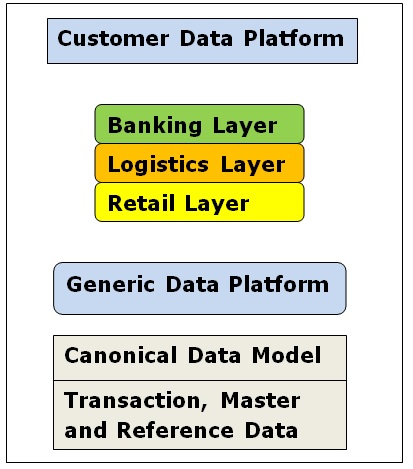 Customer Data Platform
Banking Layer
Logistics Layer
Retail Layer
Generic Data Platform
Canonical Data Model
Transaction, Master
and Reference Data